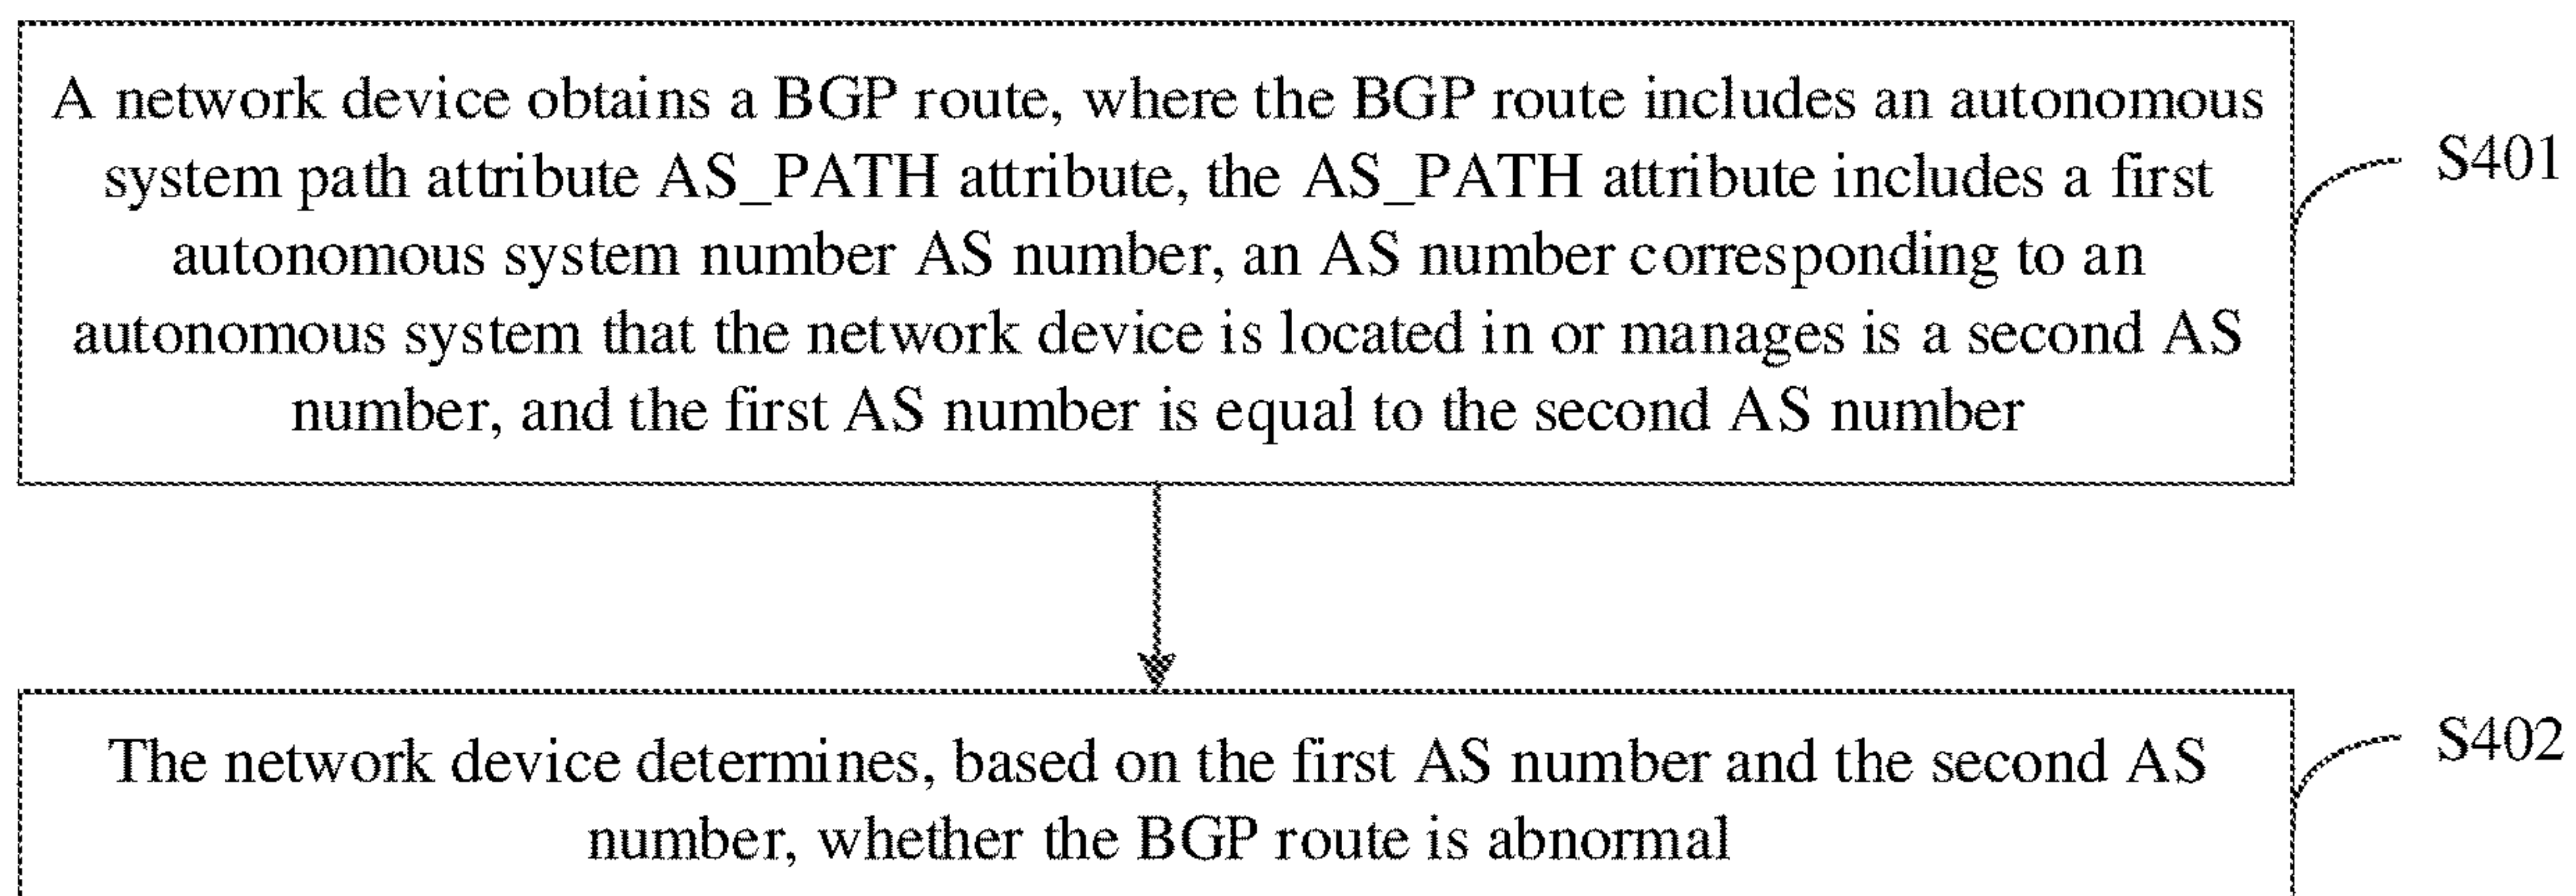 A network device obtains a BGP route, where the BGP route includes an autonomous
system path attribute AS_PATH attribute, the AS_PATH attribute includes a first
autonomous system number AS number, an AS number corresponding to an
autonomous system that the network device is located in or manages is a second AS
number, and the first AS number is equal to the second AS number
S401
The network device determines, based on the first AS number and the second AS
number, whether the BGP route is abnormal
S402